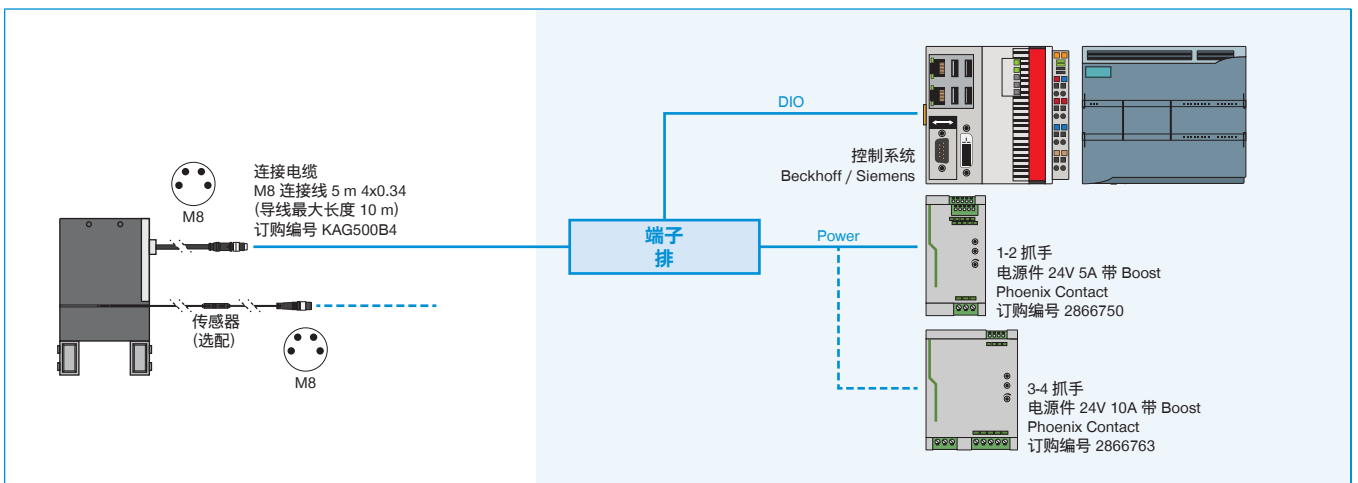 M8
连接电缆
M8 连接线 5 m 4x0.34
(导线最大长度 10 m)
订购编号 KAG500B4
传感器
(选配)
M8
端子
排
DIO
控制系统
Beckhoff / Siemens
Power
1-2 抓手
电源件 24V 5A 带 Boost
Phoenix Contact
订购编号 2866750
3-4 抓手
电源件 24V 10A 带 Boost
Phoenix Contact
订购编号 2866763